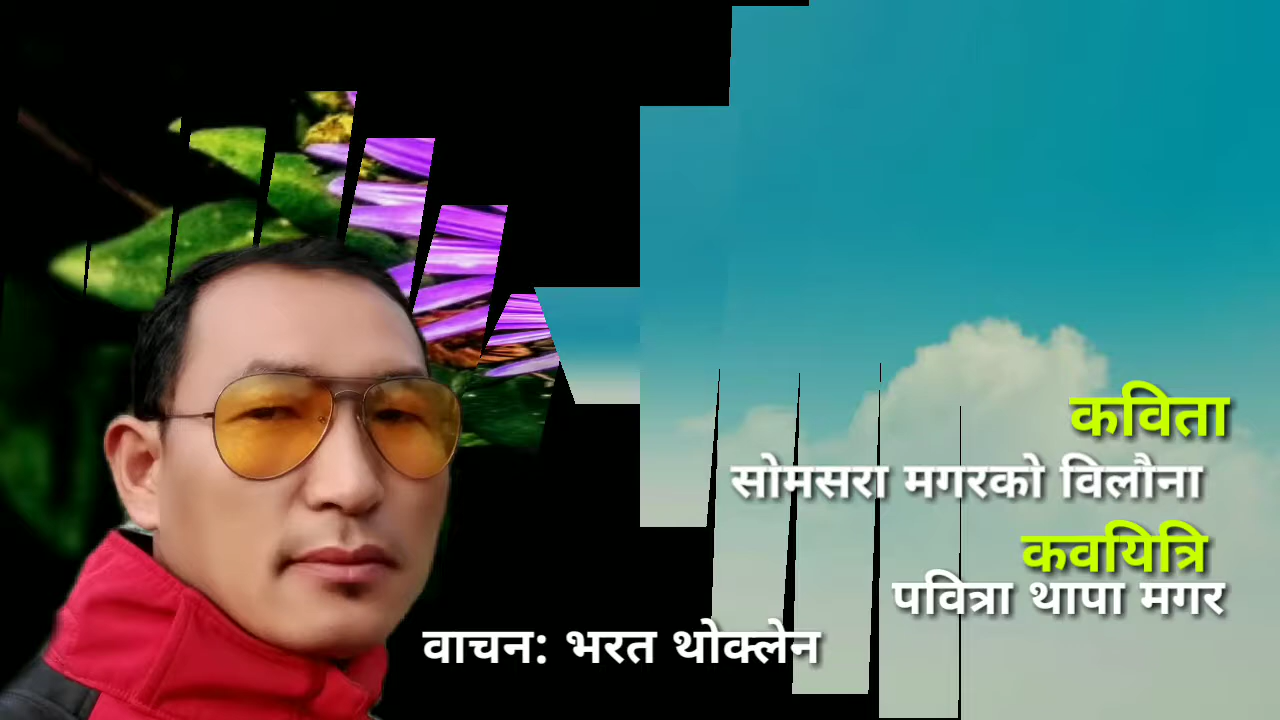 कविता
सोमसरा मगरको विलौना
कवयित्रि
पवित्रा थापा मगर
वाचन: भरत थोक्लेन